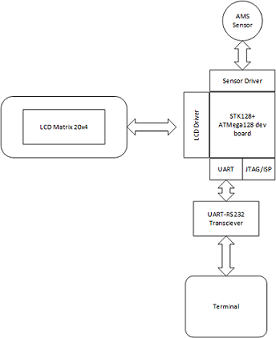 AMS
Sensor
Sensor Driver
LCD Matrix 20x4
LCD Driver
STK128+
ATMega128 dev
board
UART
JTAG/ISP
UART-RS232
Transciever
Terminal